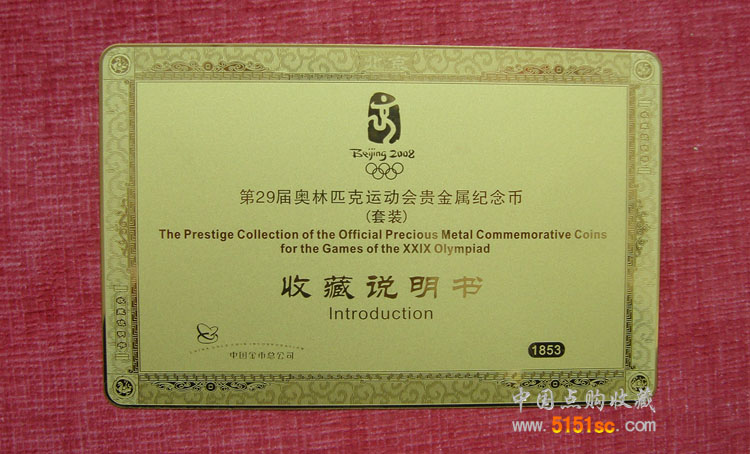 Beijing 2008
第29届奥林匹克运动会贵金属纪念币
(套装)
The Prestige Collection of the Official Precious Metal Commemorative Coins
for the Games of the XXIX Olympiad
收藏说明书
Introduction
中国金币总公司
1853
中国点购收藏
www.5151sc.com